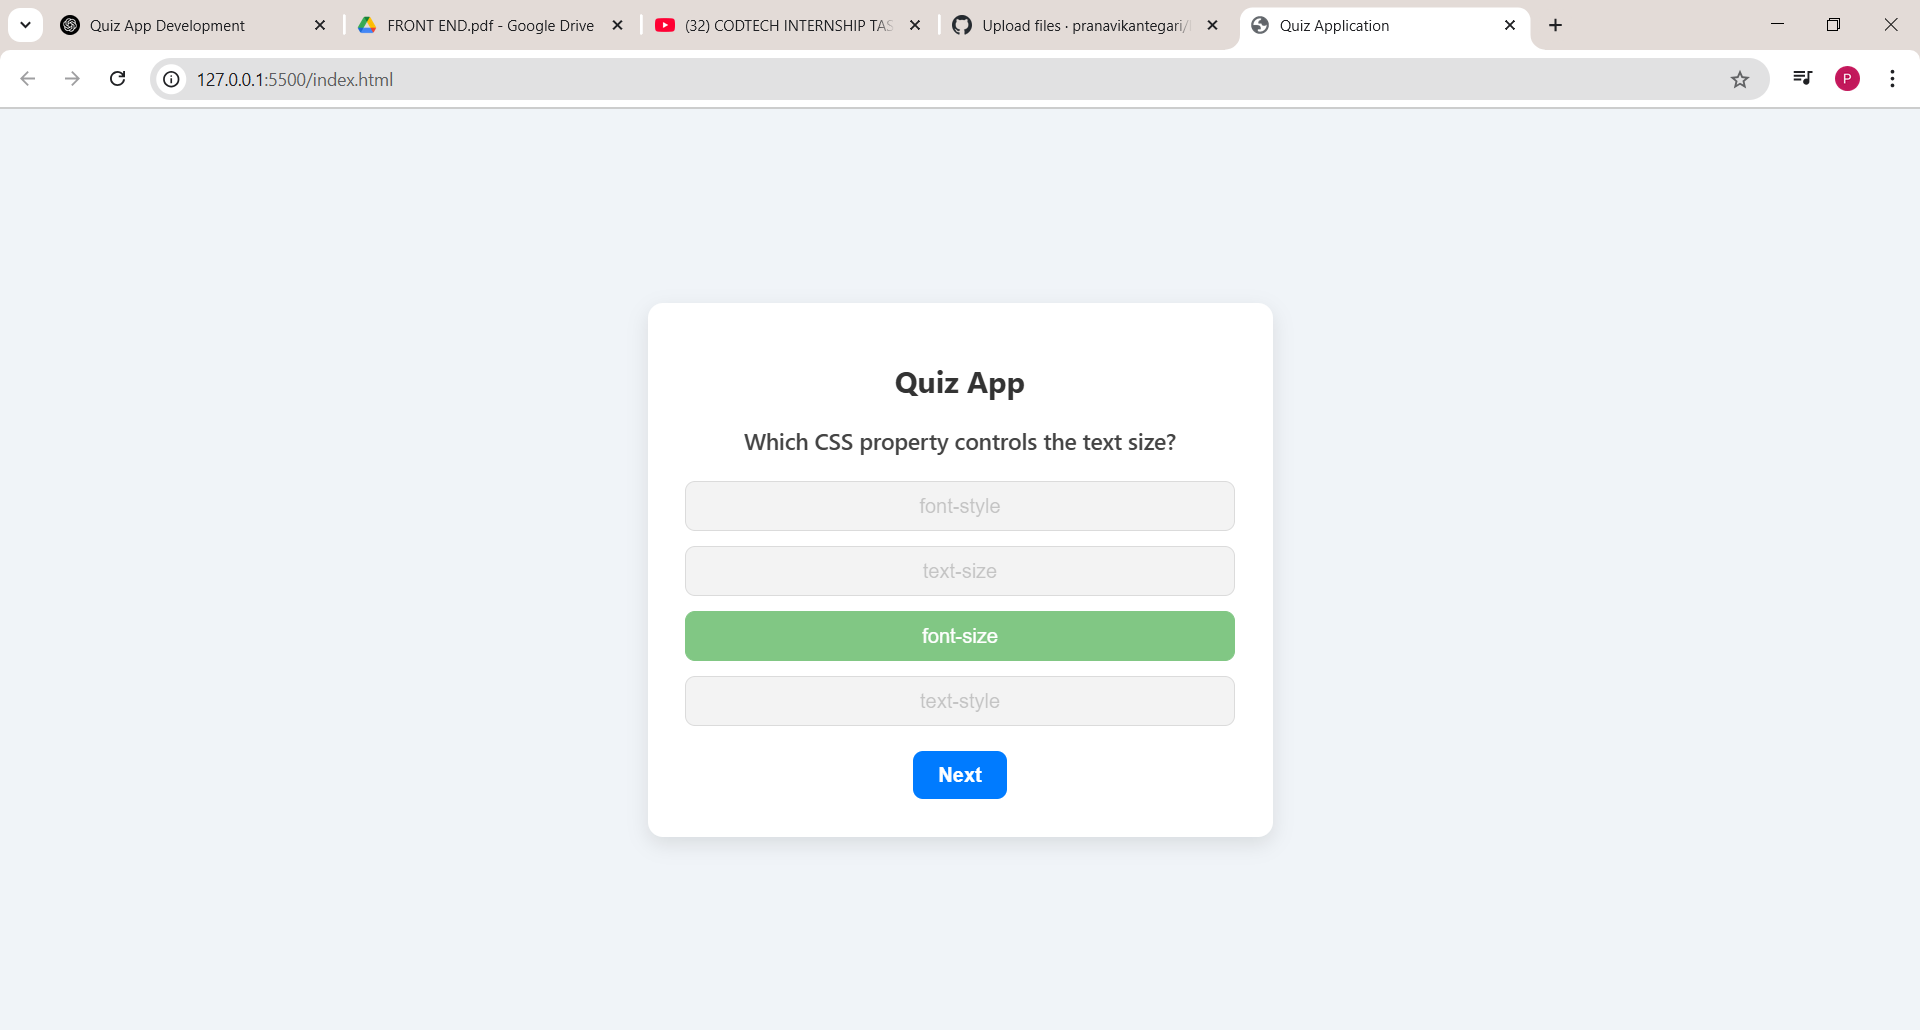 Quiz App Development
FRONT END.pdf - Google Drive
(32) CODTECH INTERNSHIP TAS
Upload files · pranavikantegari/
Quiz Application
127.0.0.1:5500/index.html
P
Quiz App
Which CSS property controls the text size?
font-style
text-size
font-size
text-style
Next